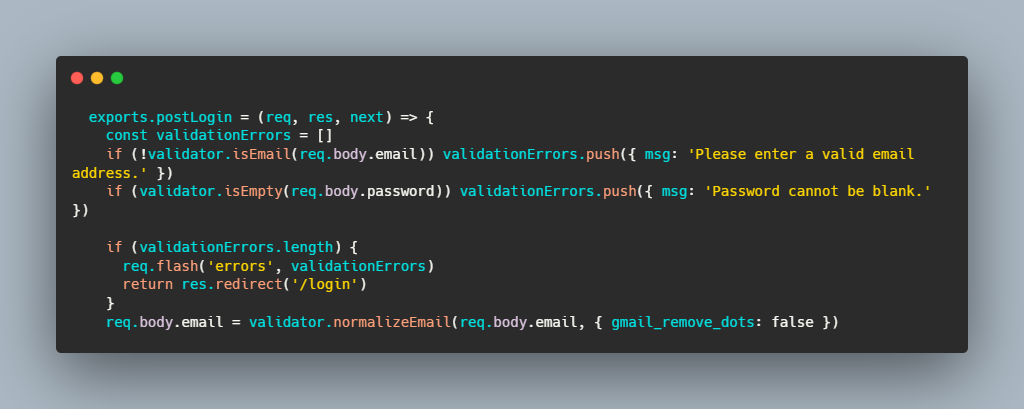 exports.postLogin = (req, res, next) => {
const validationErrors = []
if (!validator.isEmail(req.body.email)) validationErrors.push({ msg: 'Please enter a valid email
address.' })
if (validator.isEmpty(req.body.password)) validationErrors.push({ msg: 'Password cannot be blank.'
})
if (validationErrors.length) {
req.flash('errors', validationErrors)
return res.redirect('/login')
}
req.body.email = validator.normalizeEmail(req.body.email, { gmail_remove_dots: false })